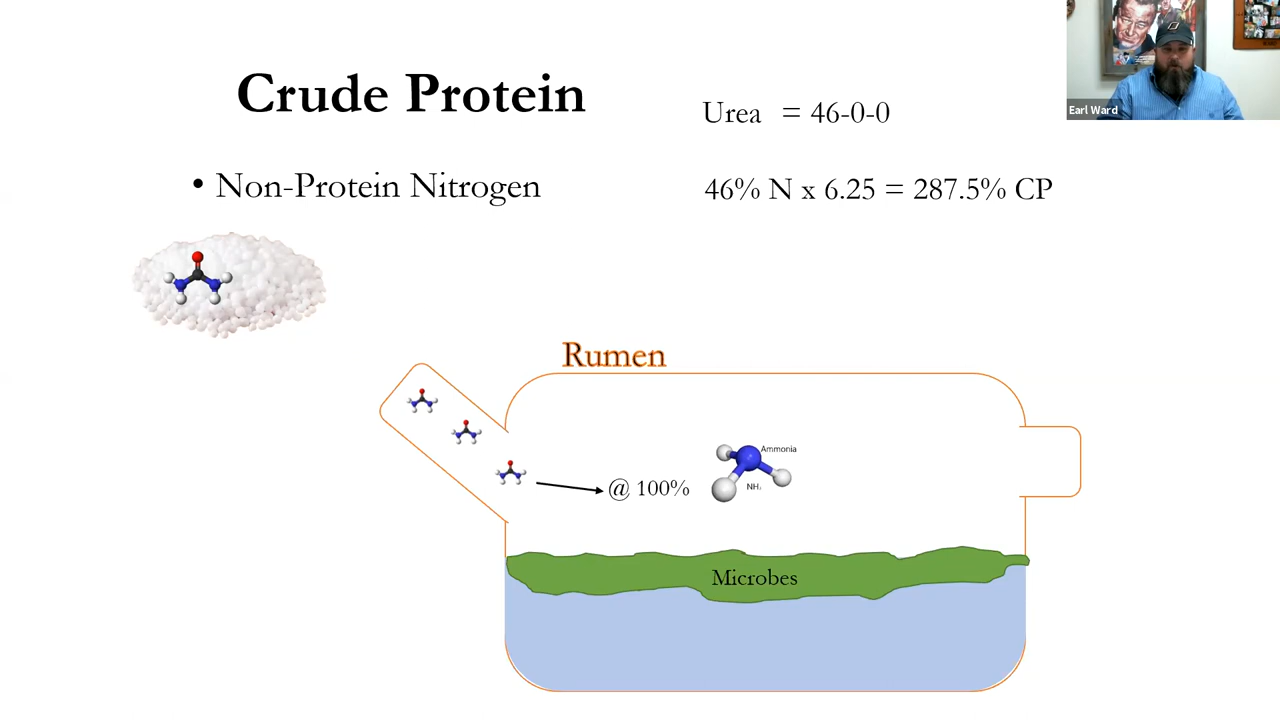 Crude Protein
Urea = 46-0-0
Earl Ward
• Non-Protein Nitrogen
46% N x 6.25 = 287.5% CP
Rumen
Ammonia
@ 100%
NH₃
Microbes